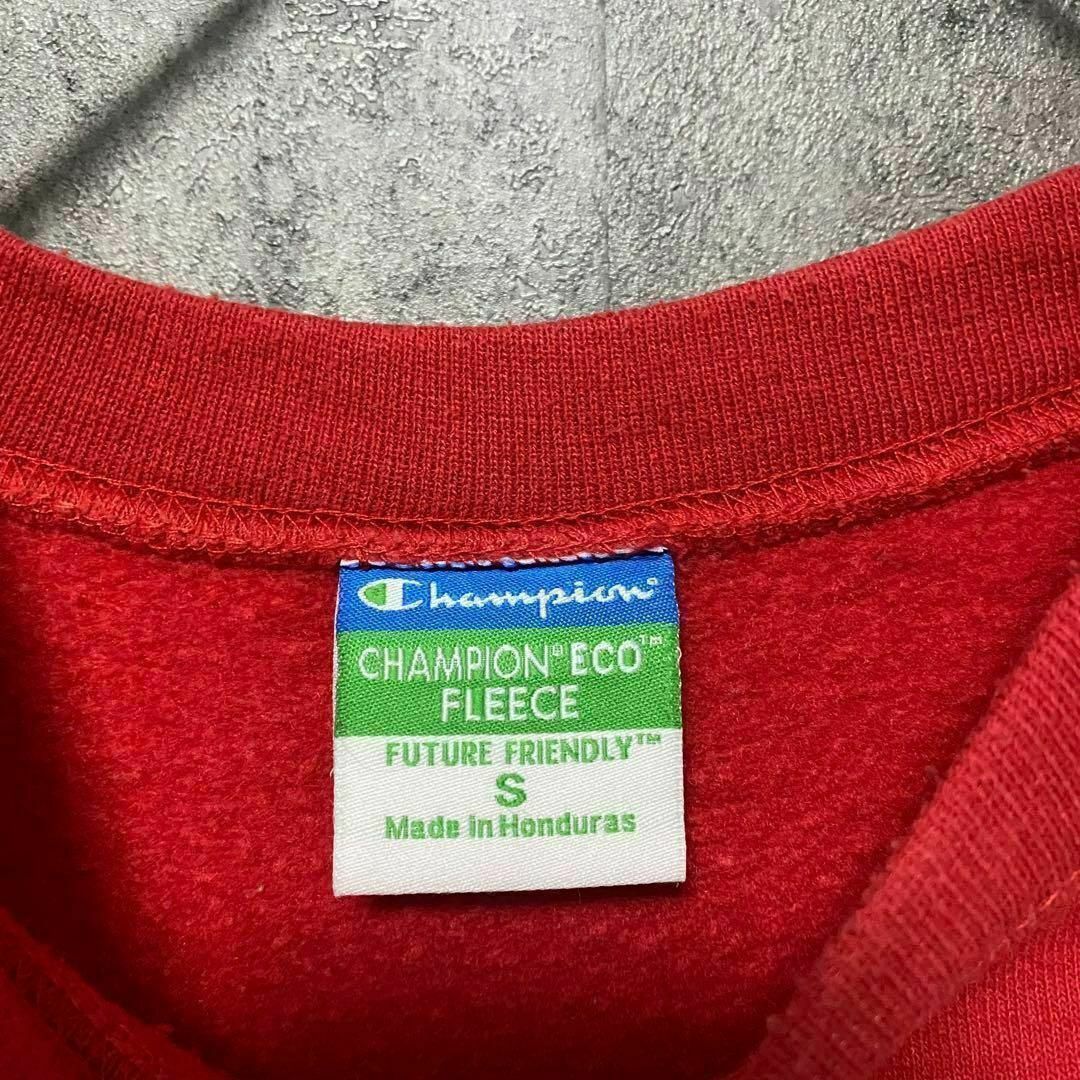 Champion®
CHAMPION® ECO™
FLEECE
FUTURE FRIENDLY™
S
Made in Honduras